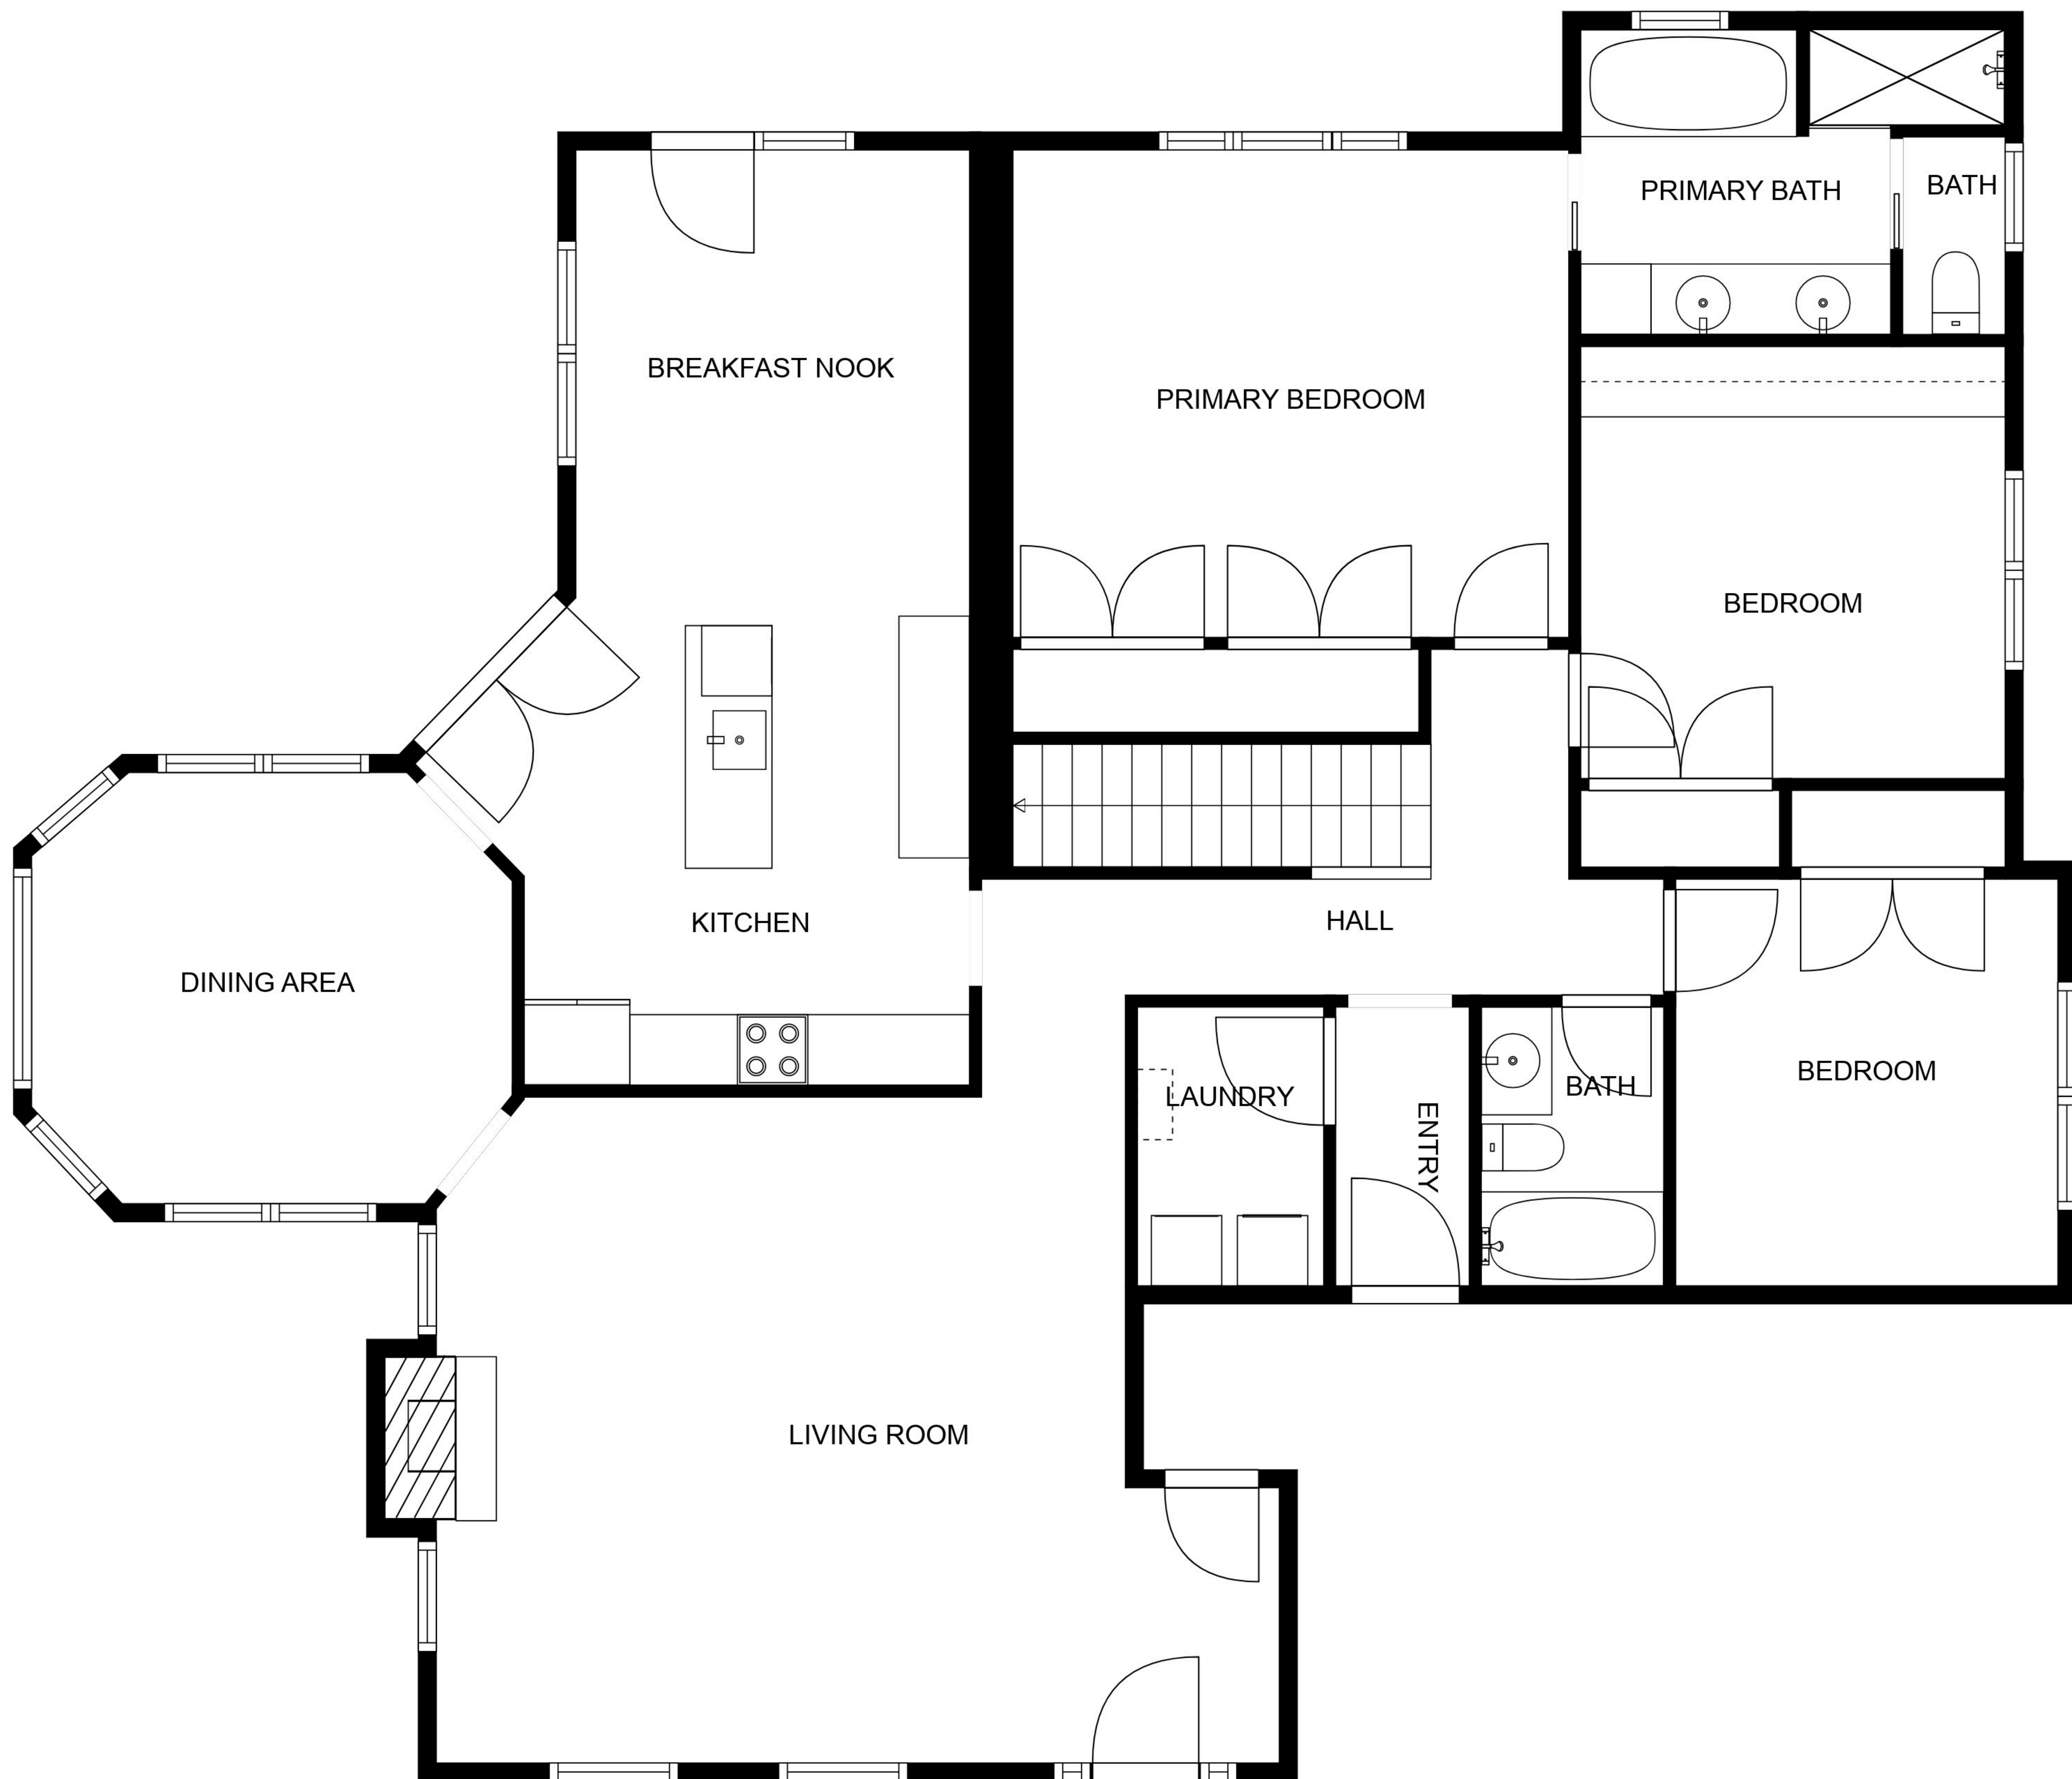 PRIMARY BATH
BATH
BREAKFAST NOOK
PRIMARY BEDROOM
BEDROOM
KITCHEN
HALL
DINING AREA
LAUNDRY
ENTRY
BATH
BEDROOM
LIVING ROOM